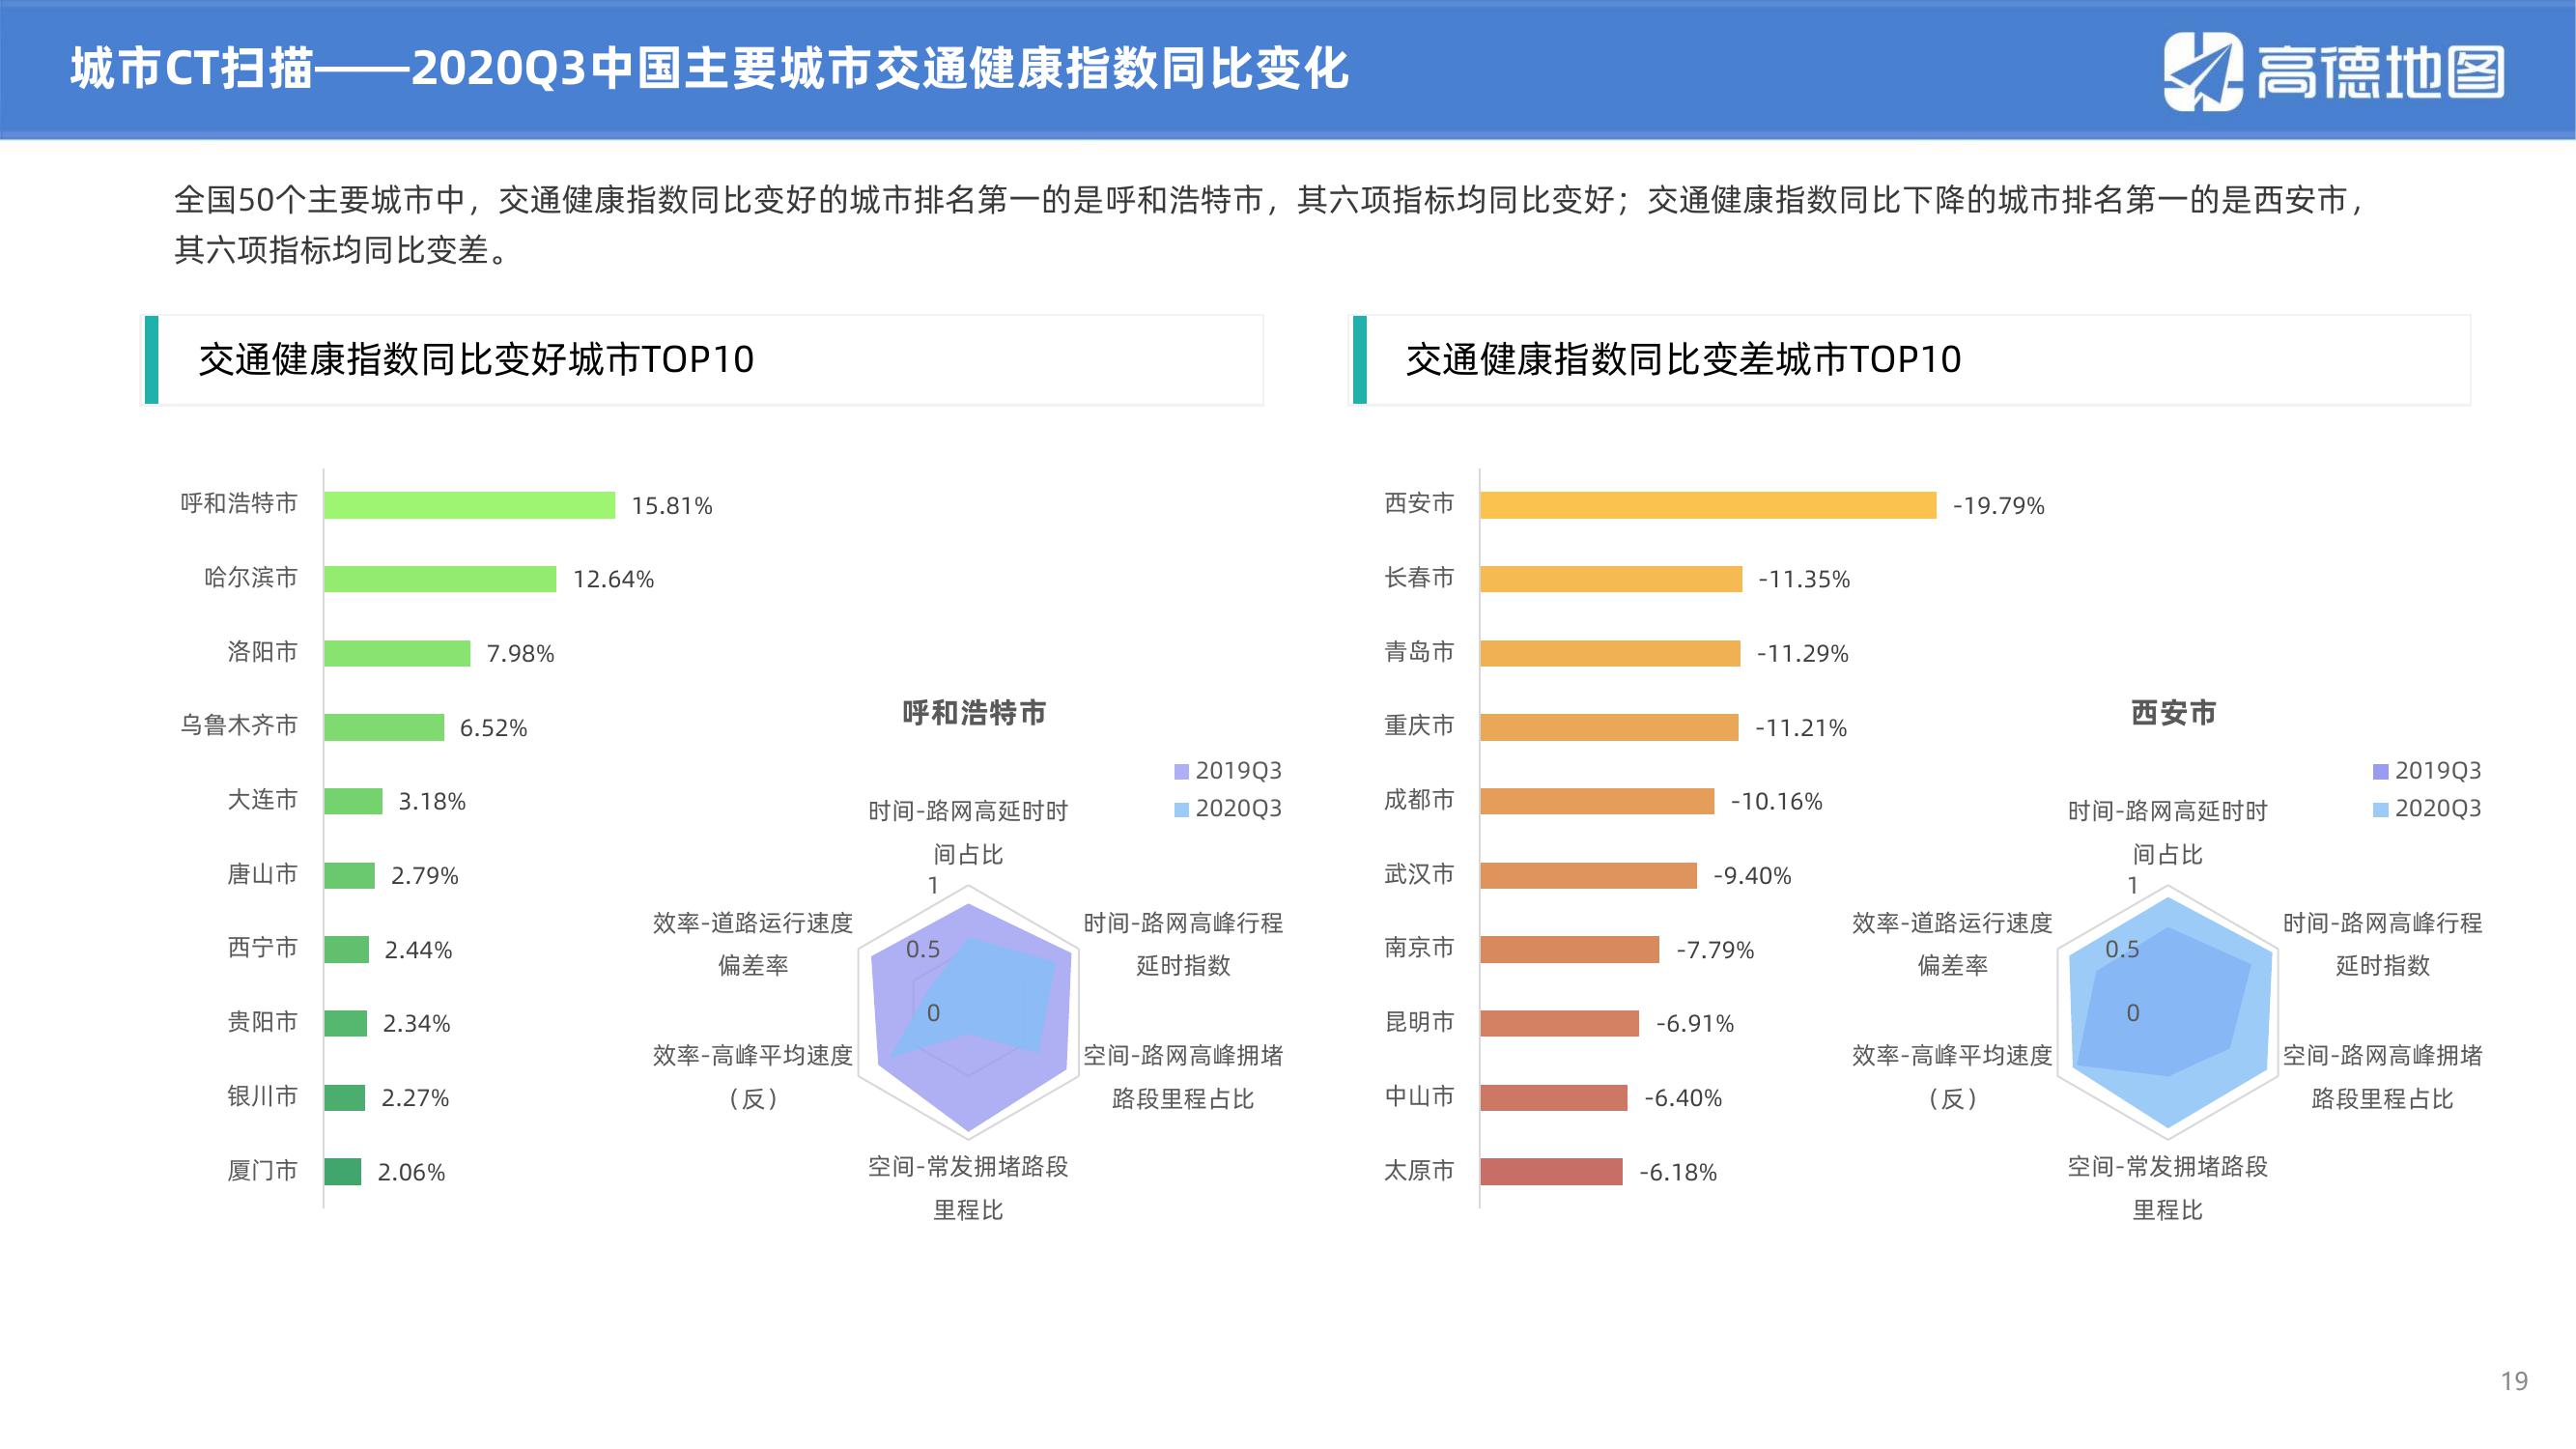 城市CT扫描——2020Q3中国主要城市交通健康指数同比变化
高德地图
全国50个主要城市中，交通健康指数同比变好的城市排名第一的是呼和浩特市，其六项指标均同比变好；交通健康指数同比下降的城市排名第一的是西安市，
其六项指标均同比变差。
交通健康指数同比变好城市TOP10
呼和浩特市 15.81%
哈尔滨市 12.64%
洛阳市 7.98%
乌鲁木齐市 6.52%
大连市 3.18%
唐山市 2.79%
西宁市 2.44%
贵阳市 2.34%
银川市 2.27%
厦门市 2.06%
呼和浩特市
2019Q3
2020Q3
时间-路网高延时时
间占比
1
0.5
0
时间-路网高峰行程
延时指数
空间-路网高峰拥堵
路段里程占比
空间-常发拥堵路段
里程比
效率-高峰平均速度
（反）
效率-道路运行速度
偏差率
交通健康指数同比变差城市TOP10
西安市 -19.79%
长春市 -11.35%
青岛市 -11.29%
重庆市 -11.21%
成都市 -10.16%
武汉市 -9.40%
南京市 -7.79%
昆明市 -6.91%
中山市 -6.40%
太原市 -6.18%
西安市
2019Q3
2020Q3
时间-路网高延时时
间占比
1
0.5
0
时间-路网高峰行程
延时指数
空间-路网高峰拥堵
路段里程占比
空间-常发拥堵路段
里程比
效率-高峰平均速度
（反）
效率-道路运行速度
偏差率
19